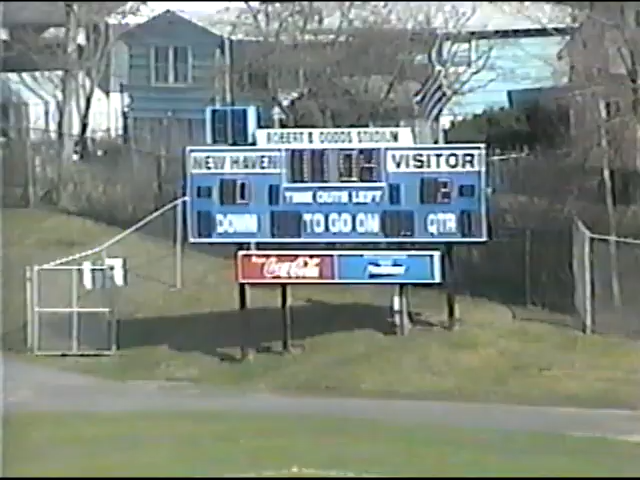 ROBERT B DODDS STADIUM
NEW HAVEN VISITOR
TIME OUTS LEFT
DOWN TO GO ON QTR
Coca-Cola